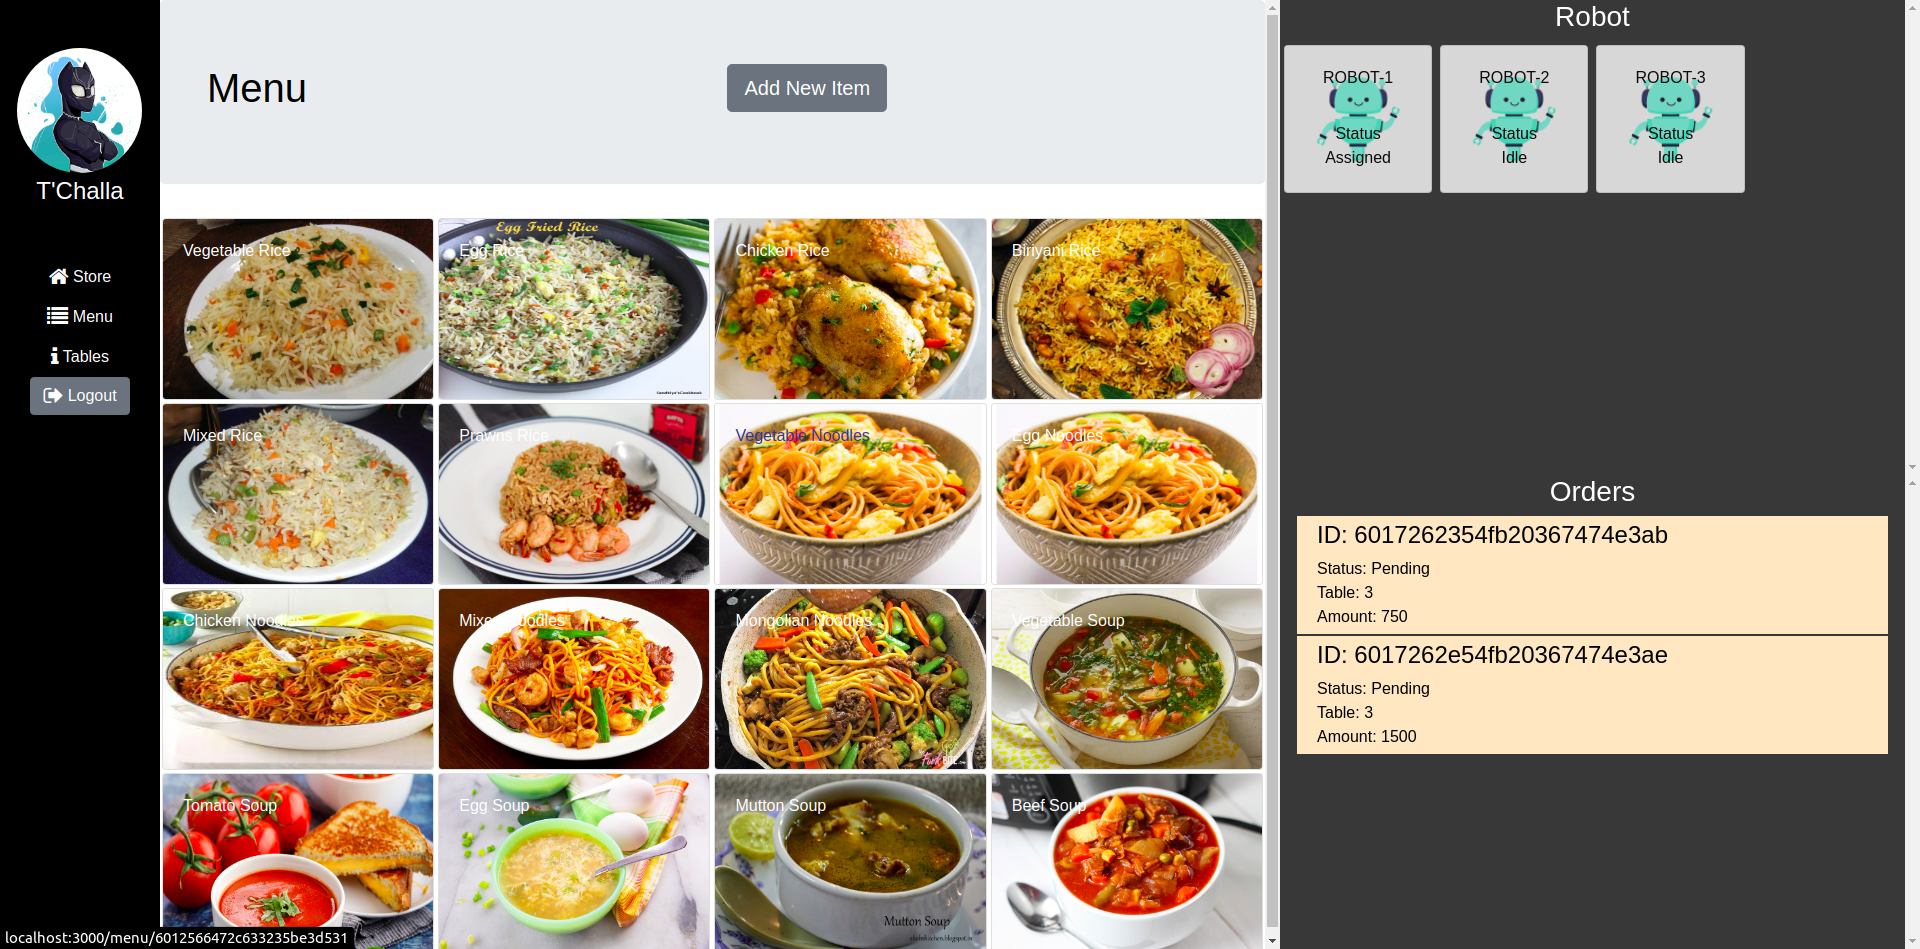 T'Challa
Store
Menu
Tables
Logout
Menu
Add New Item
Vegetable Rice
Egg Fried Rice
Egg Rice
Chicken Rice
Biriyani Rice
Mixed Rice
Prawns Rice
Vegetable Noodles
Egg Noodles
Chicken Noodles
Mixed Noodles
Mongolian Noodles
Vegetable Soup
Tomato Soup
Egg Soup
Mutton Soup
Beef Soup
Mutton Soup
localhost:3000/menu/6012566472c633235be3d531
Robot
ROBOT-1
Status
Assigned
ROBOT-2
Status
Idle
ROBOT-3
Status
Idle
Orders
ID: 6017262354fb20367474e3ab
Status: Pending
Table: 3
Amount: 750
ID: 6017262e54fb20367474e3ae
Status: Pending
Table: 3
Amount: 1500